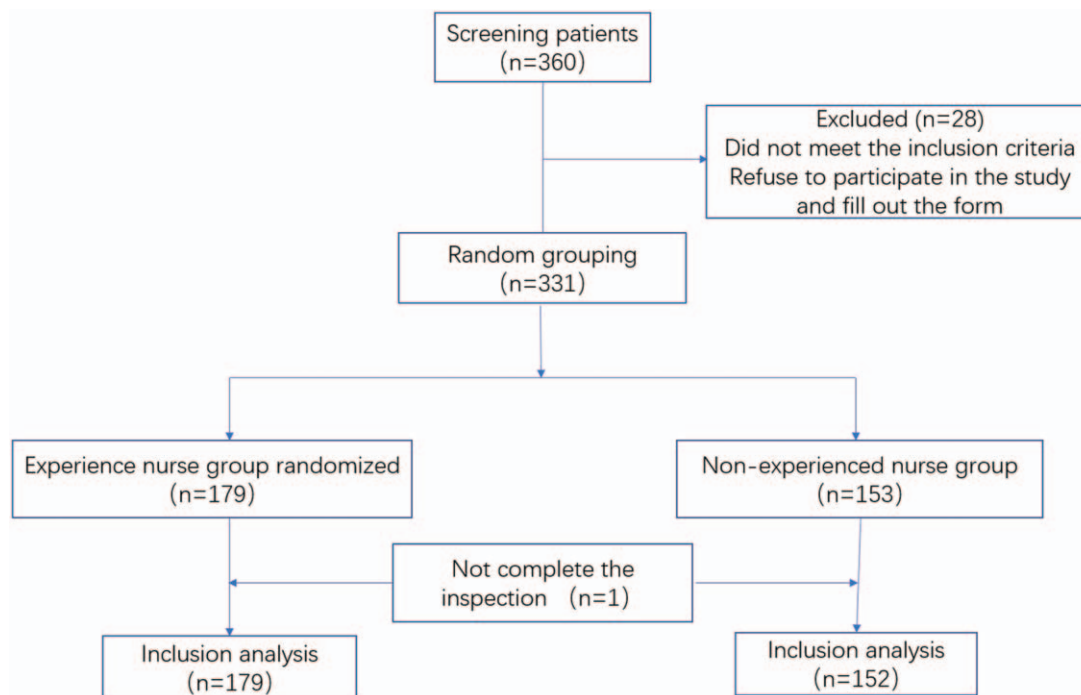 Screening patients
(n=360)
Excluded (n=28)
Did not meet the inclusion criteria
Refuse to participate in the study
and fill out the form
Random grouping
(n=331)
Experience nurse group randomized
(n=179)
Non-experienced nurse group
(n=153)
Not complete the
inspection (n=1)
Inclusion analysis
(n=179)
Inclusion analysis
(n=152)